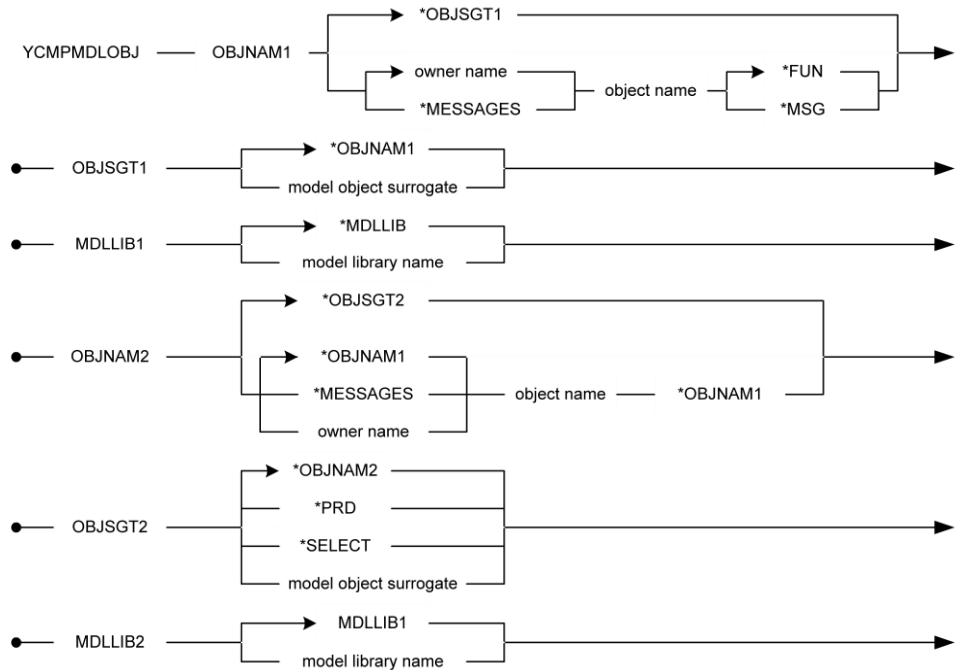 *OBJSGT1
YCMPMDLOBJ OBJNAM1
owner name *FUN
object name
*MESSAGES *MSG
*OBJNAM1
OBJSGT1
model object surrogate
*MDLLIB
MDLLIB1
model library name
*OBJSGT2
OBJNAM2
*OBJNAM1
*MESSAGES object name *OBJNAM1
owner name
*OBJNAM2
*PRD
OBJSGT2
*SELECT
model object surrogate
MDLLIB1
MDLLIB2
model library name